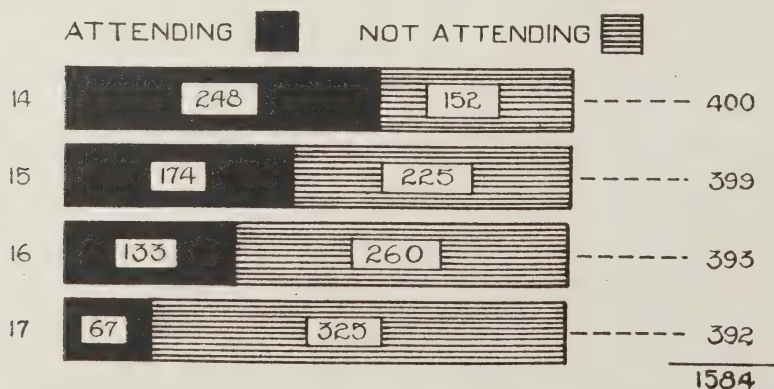 ATTENDING NOT ATTENDING
14 248 152 400
15 174 225 399
16 133 260 393
17 67 325 392
1584